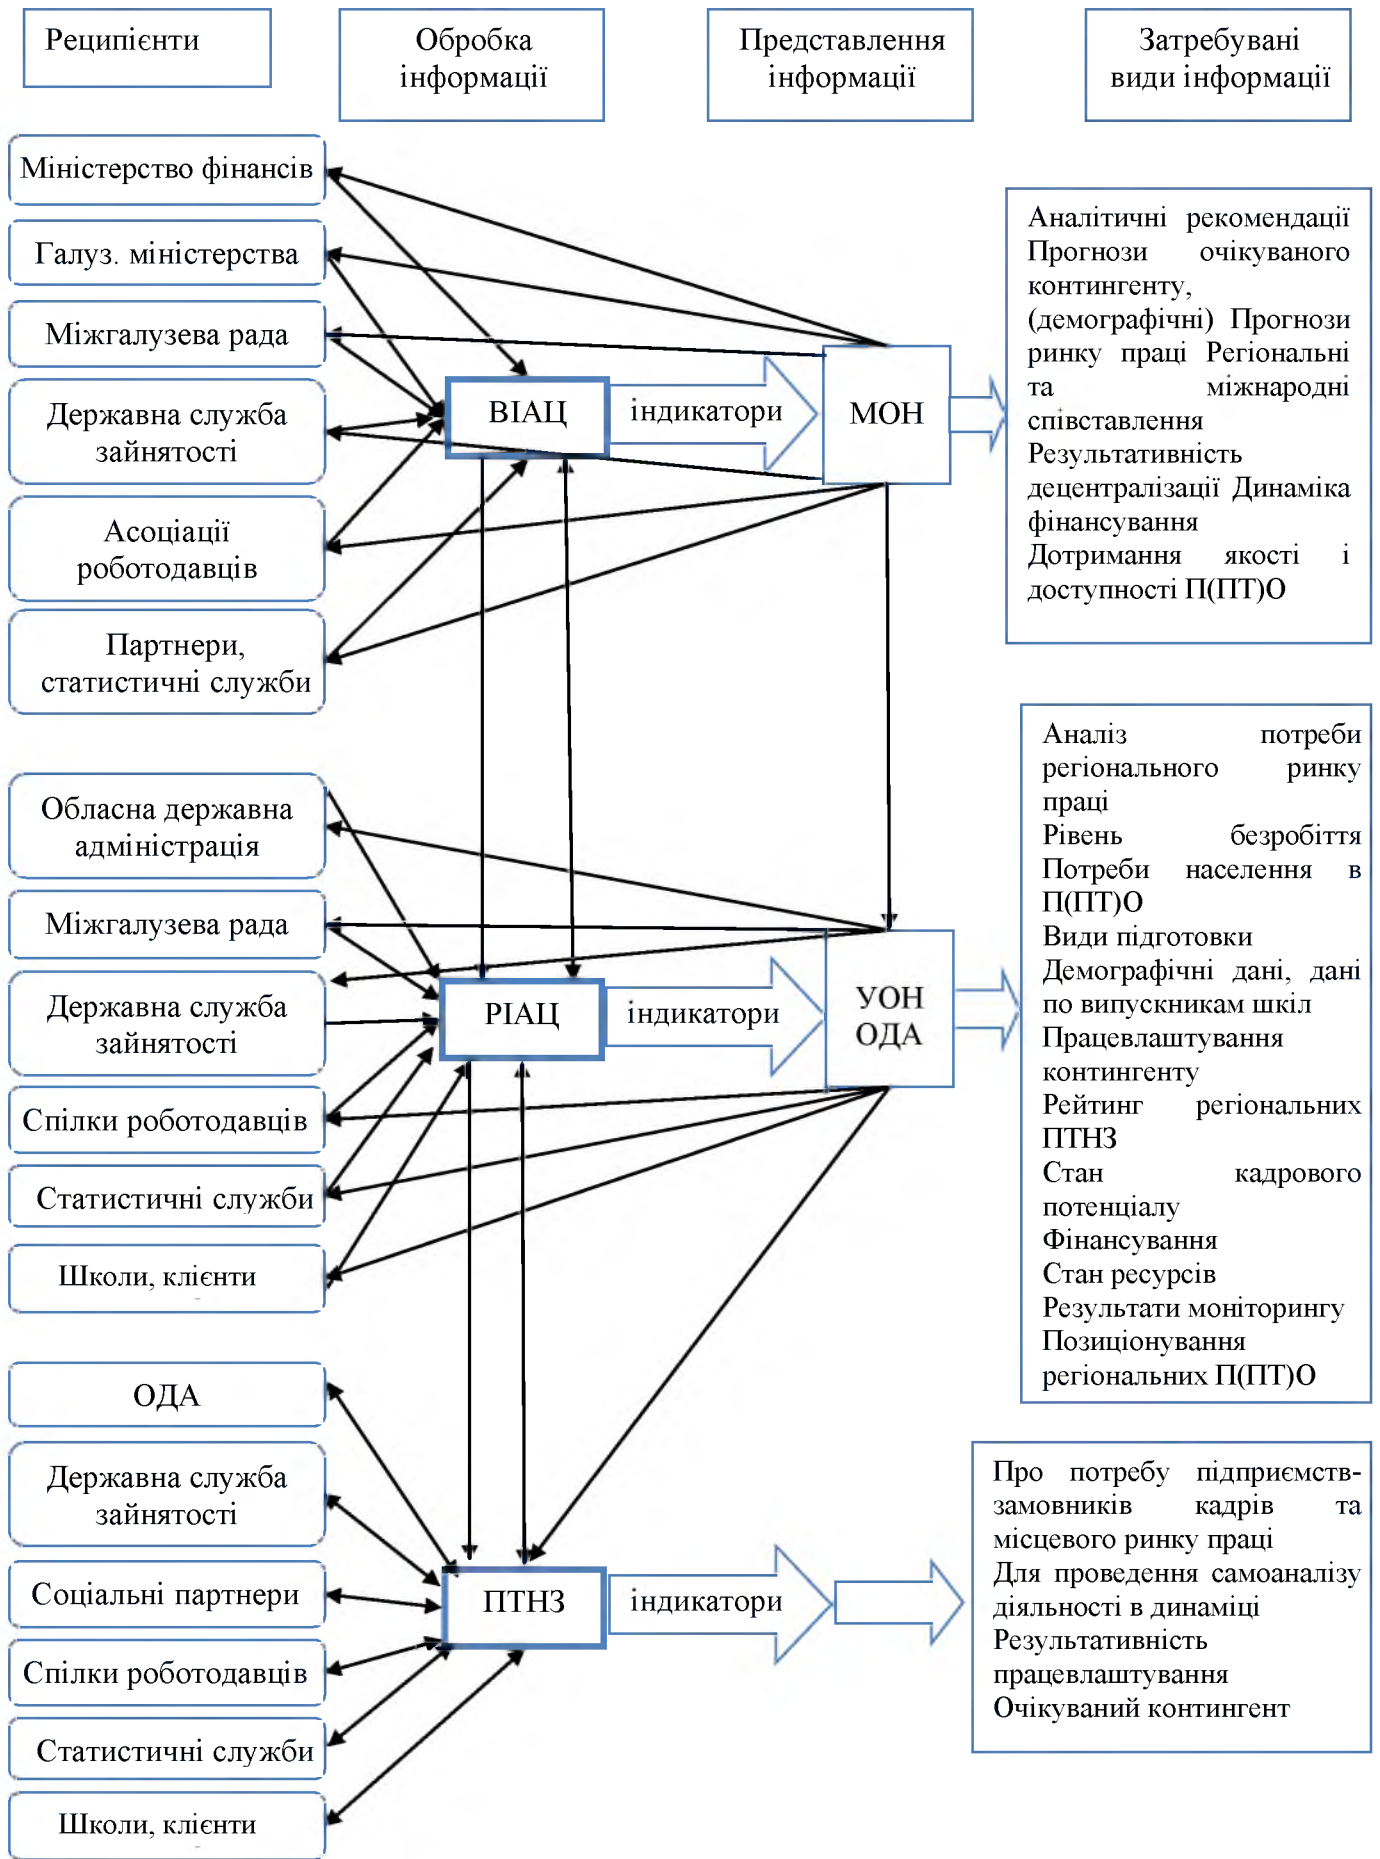 Реципієнти
Обробка
інформації
Представлення
інформації
Затребувані
види інформації
Міністерство фінансів
Галуз. міністерства
Міжгалузева рада
Державна служба
зайнятості
Асоціації
роботодавців
Партнери,
статистичні служби
ВІАЦ
індикатори
МОН
Аналітичні рекомендації
Прогнози очікуваного
контингенту,
(демографічні) Прогнози
ринку праці Регіональні
та міжнародні
співставлення
Результативність
децентралізації Динаміка
фінансування
Дотримання якості і
доступності П(ПТ)О
Обласна державна
адміністрація
Міжгалузева рада
Державна служба
зайнятості
Спілки роботодавців
Статистичні служби
Школи, клієнти
РІАЦ
індикатори
УОН
ОДА
Аналіз потреби
регіонального ринку
праці
Рівень безробіття
Потреби населення в
П(ПТ)О
Види підготовки
Демографічні дані, дані
по випускникам шкіл
Працевлаштування
контингенту
Рейтинг регіональних
ПТНЗ
Стан кадрового
потенціалу
Фінансування
Стан ресурсів
Результати моніторингу
Позиціонування
регіональних П(ПТ)О
ОДА
Державна служба
зайнятості
Соціальні партнери
Спілки роботодавців
Статистичні служби
Школи, клієнти
ПТНЗ
індикатори
Про потребу підприємств-
замовників кадрів та
місцевого ринку праці
Для проведення самоаналізу
діяльності в динаміці
Результативність
працевлаштування
Очікуваний контингент